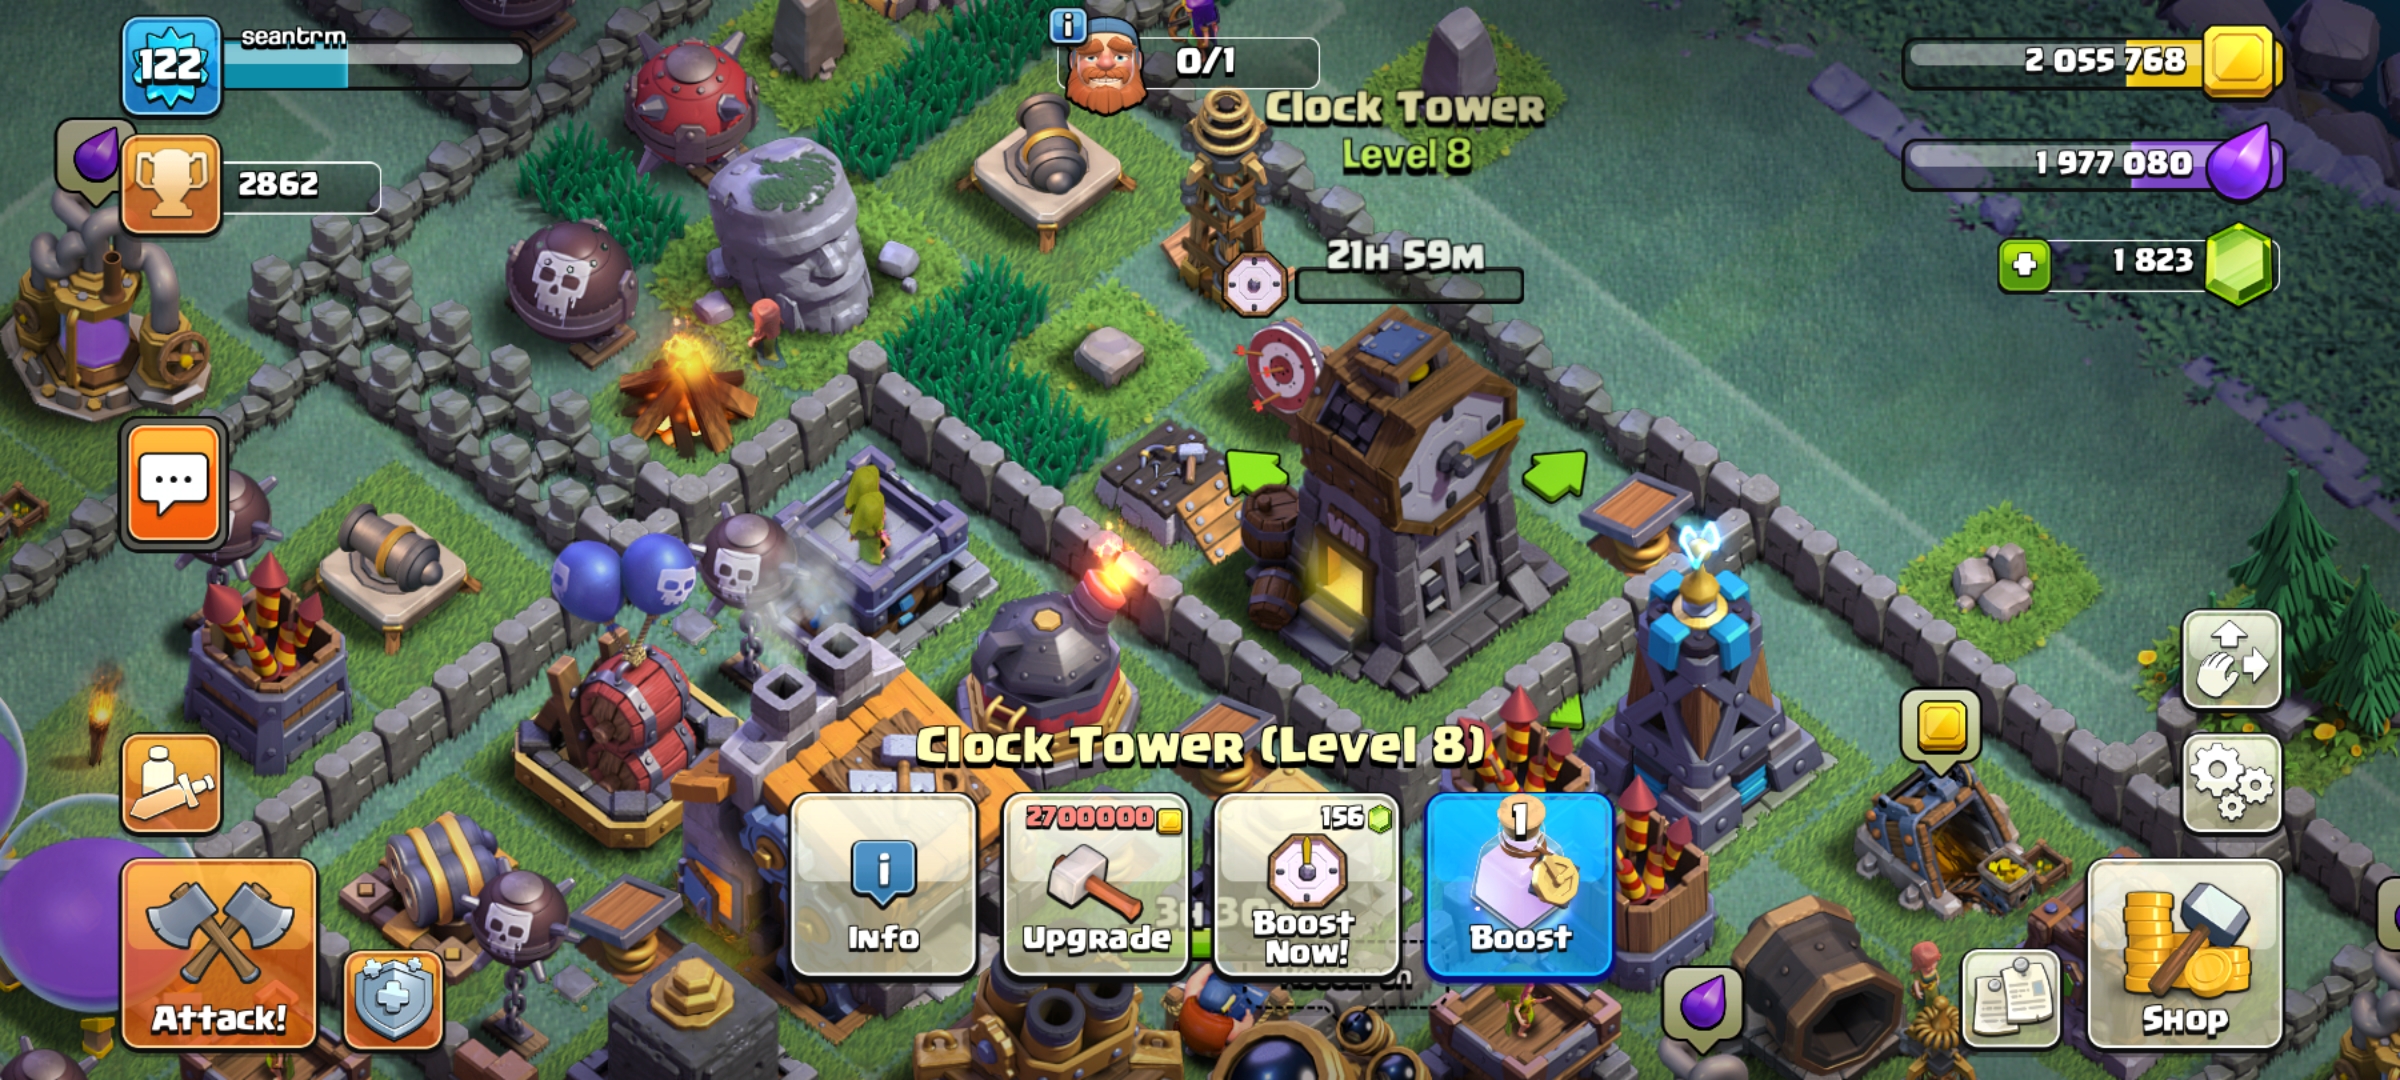 122
seantrm
0/1
2 055 768
Clock Tower
Level 8
1 977 080
2862
21H 59M
1 823
VIII
Clock Tower (Level 8)
2700000
156
1
Info
Upgrade
Boost
Now!
Boost
Attack!
Shop